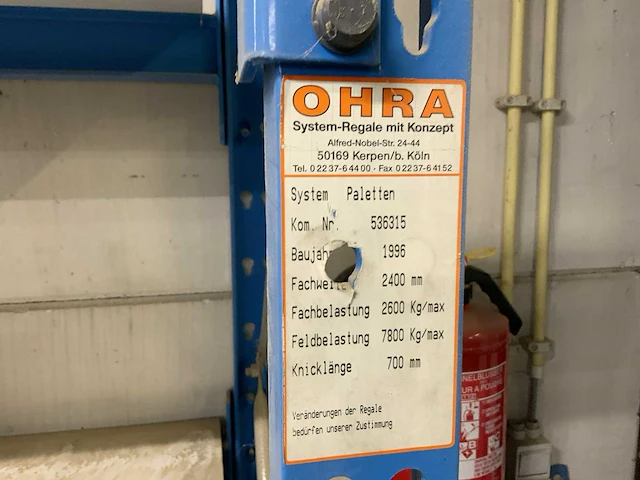 OHRA
System-Regale mit Konzept
Alfred-Nobel-Str. 24-44
50169 Kerpen/b. Köln
Tel. 0 22 37-6 44 00 · Fax 0 22 37-6 41 52
System Paletten
Kom. Nr. 536315
1996
2400 mm
Fachbelastung 2600 Kg/max
Feldbelastung 7800 Kg/max
Knicklänge 700 mm
Veränderungen der Regale
bedürfen unserer Zustimmung